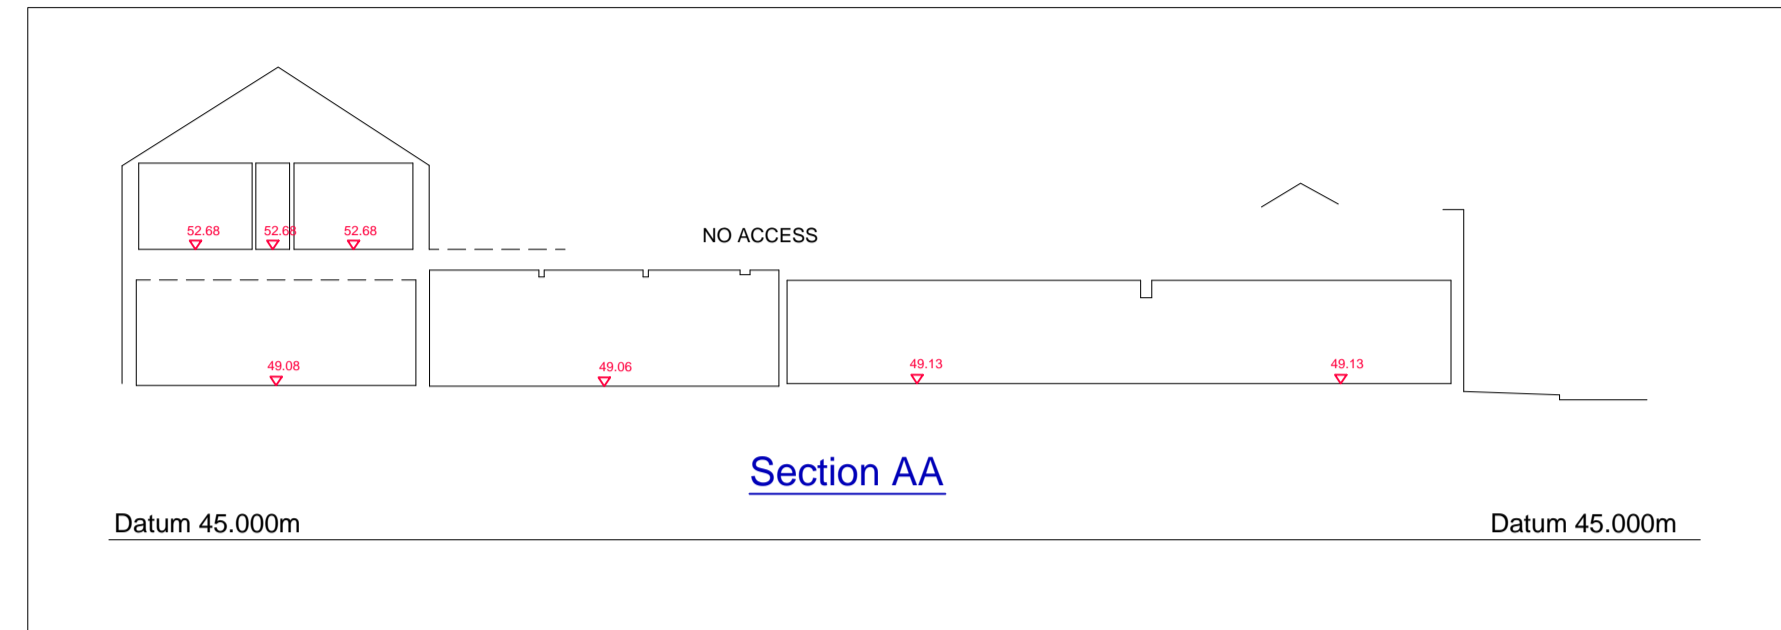 52.68 52.68 52.68
NO ACCESS
49.08 49.06 49.13 49.13
Section AA
Datum 45.000m Datum 45.000m